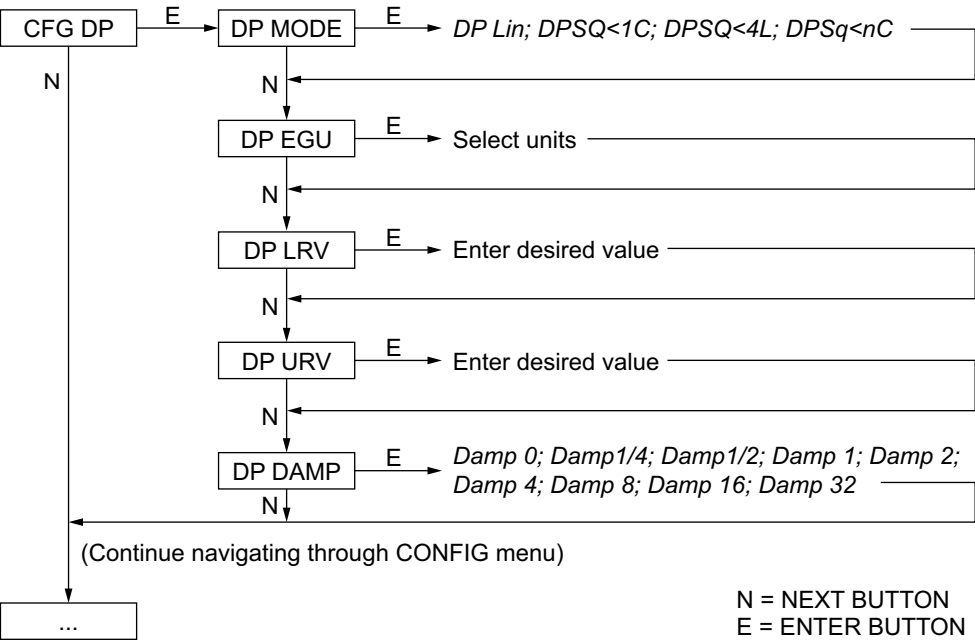 CFG DP
E
DP MODE
E
DP Lin; DPSQ<1C; DPSQ<4L; DPSq<nC
N
N
DP EGU
E
Select units
N
DP LRV
E
Enter desired value
N
DP URV
E
Enter desired value
N
DP DAMP
E
Damp 0; Damp1/4; Damp1/2; Damp 1; Damp 2;
Damp 4; Damp 8; Damp 16; Damp 32
N
(Continue navigating through CONFIG menu)
...
N = NEXT BUTTON
E = ENTER BUTTON